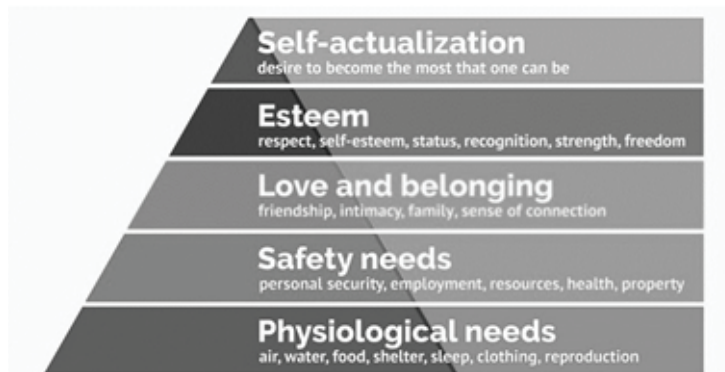 Self-actualization
desire to become the most that one can be
Esteem
respect, self-esteem, status, recognition, strength, freedom
Love and belonging
friendship, intimacy, family, sense of connection
Safety needs
personal security, employment, resources, health, property
Physiological needs
air, water, food, shelter, sleep, clothing, reproduction